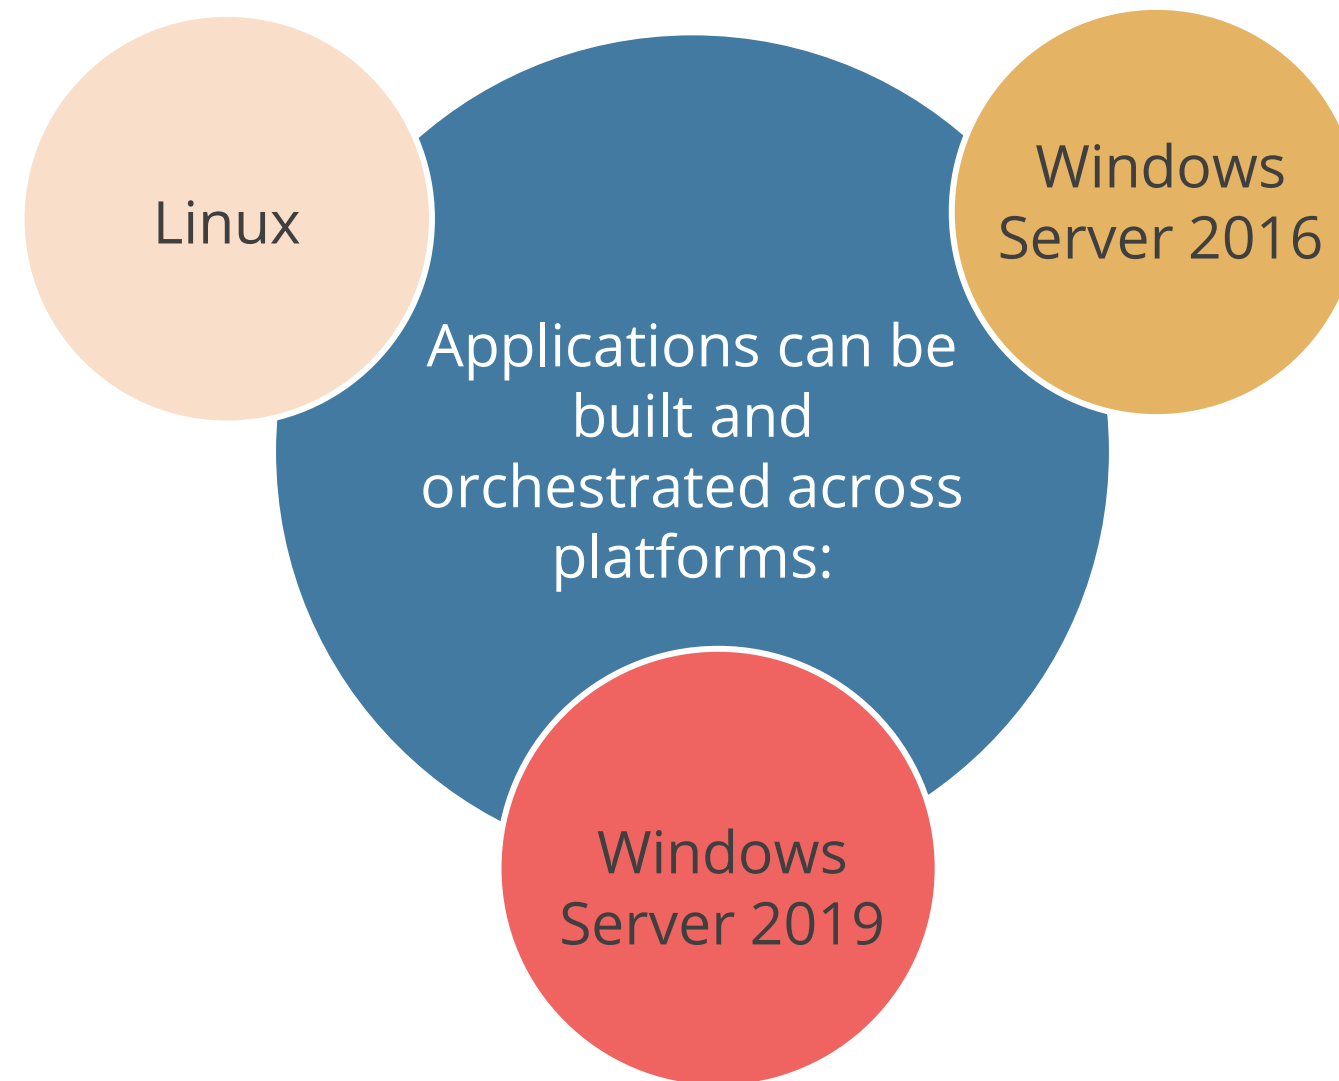 Linux
Windows
Server 2016
Applications can be
built and
orchestrated across
platforms:
Windows
Server 2019